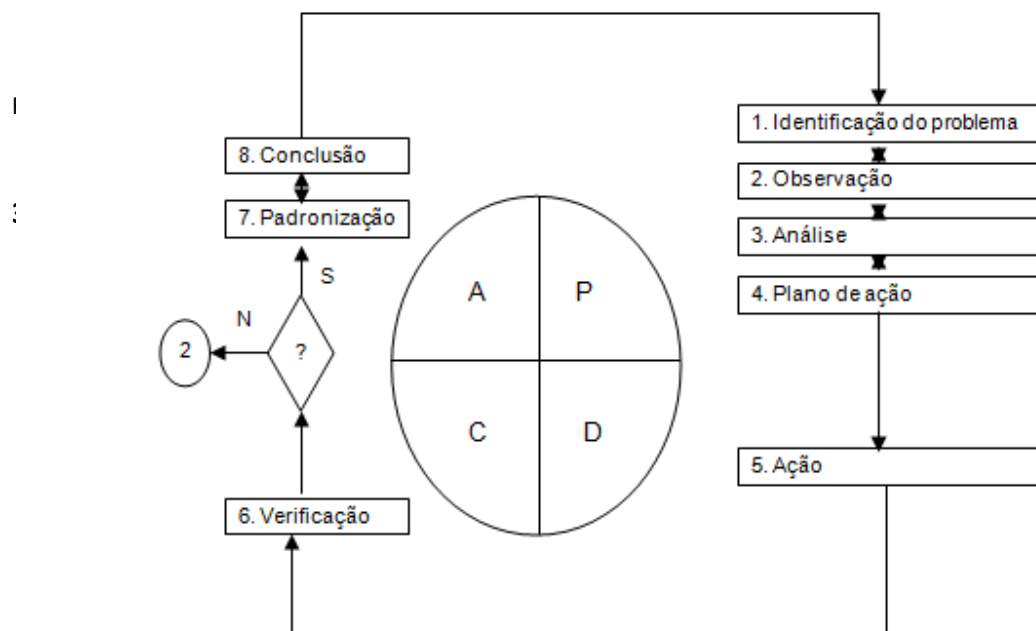 1. Identificação do problema
2. Observação
3. Análise
4. Plano de ação
5. Ação
6. Verificação
?
N
2
S
7. Padronização
8. Conclusão
A
P
C
D